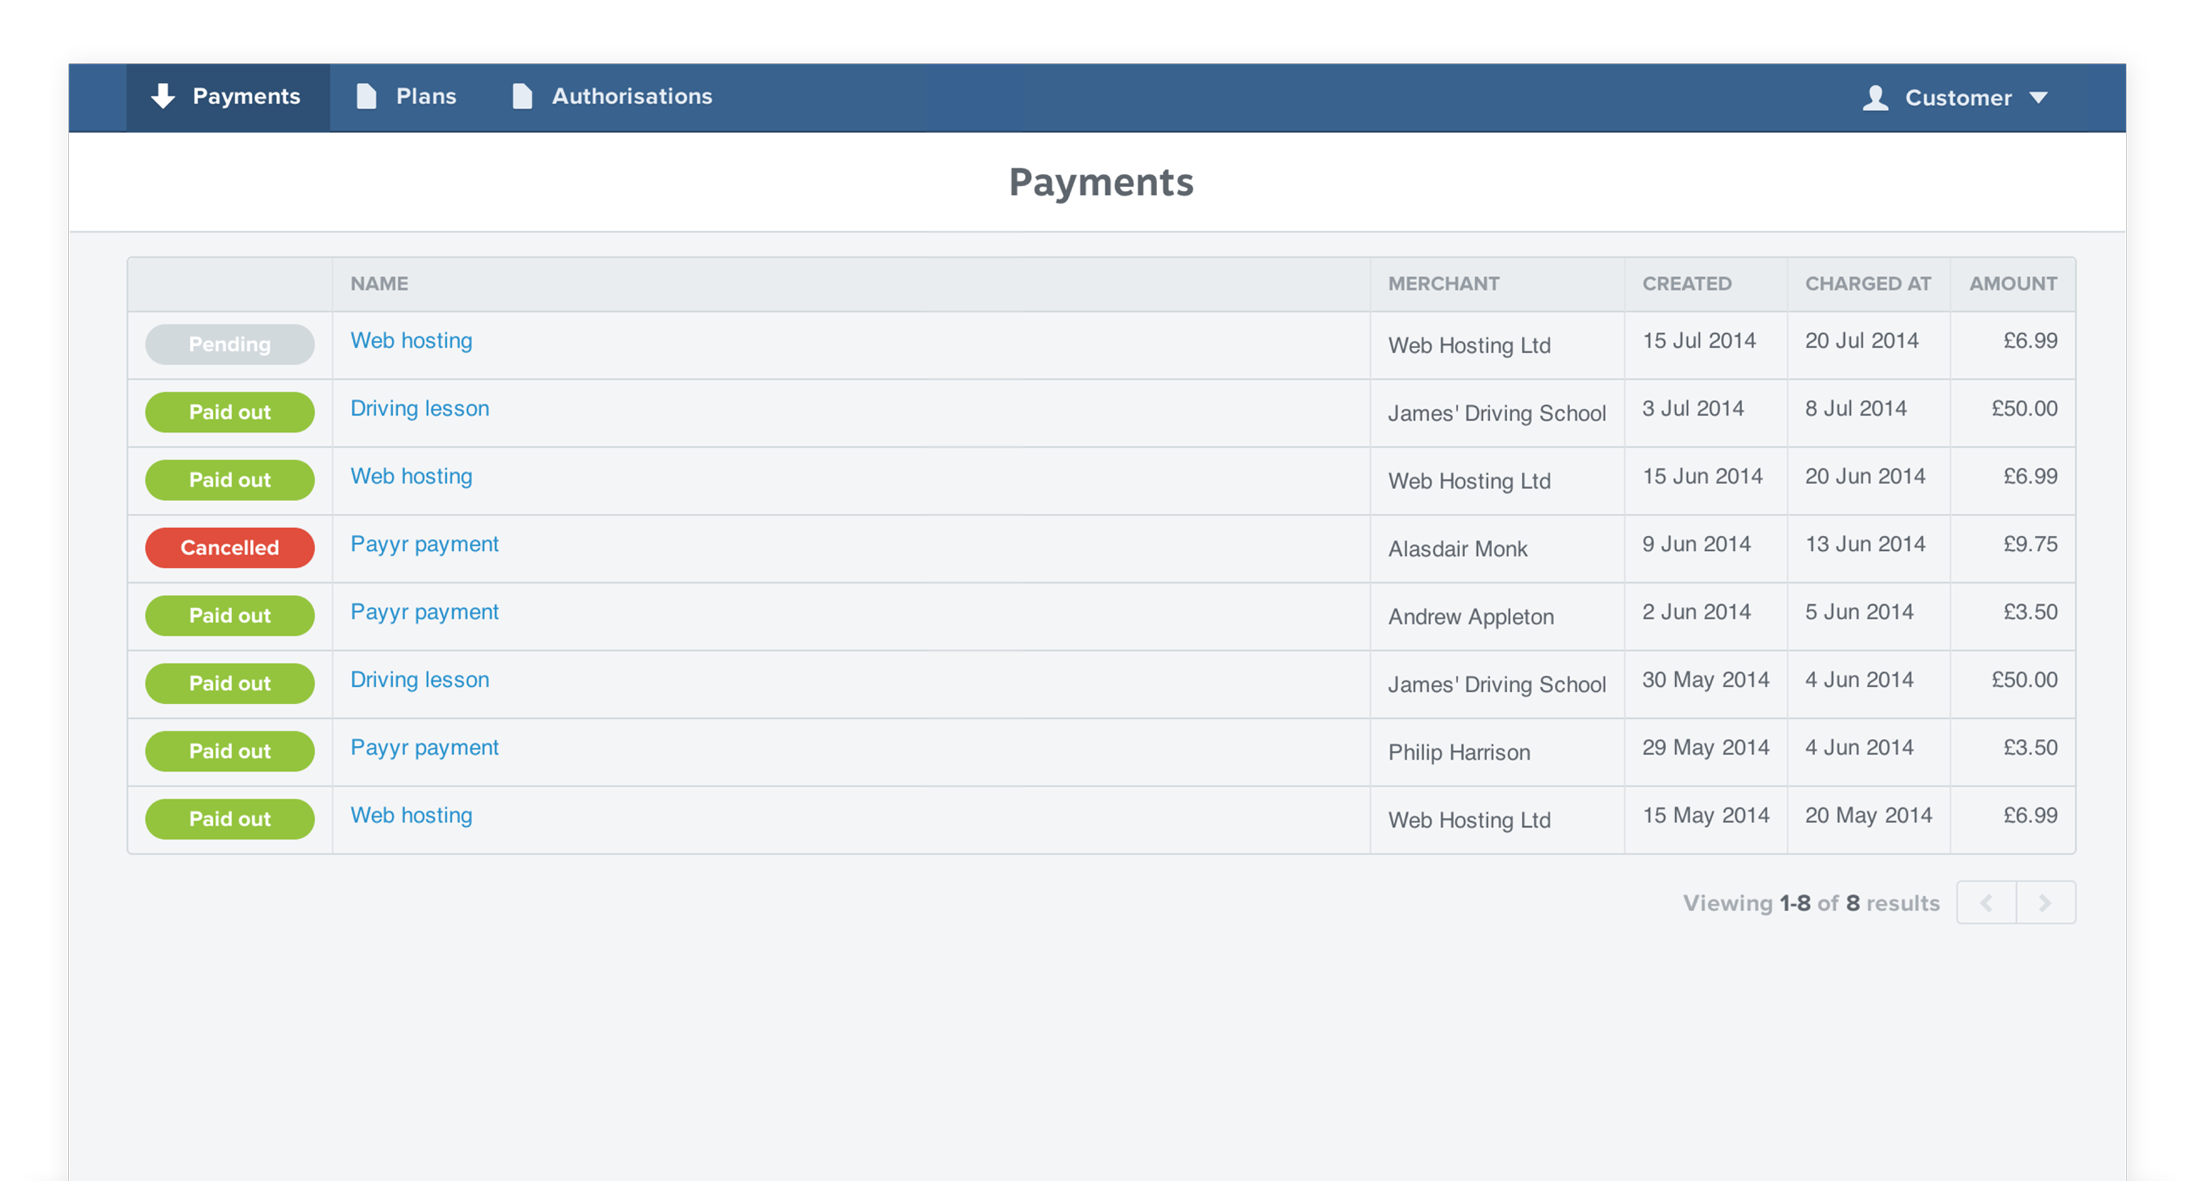 Payments Plans Authorisations Customer
Payments
NAME MERCHANT CREATED CHARGED AT AMOUNT
Pending Web hosting Web Hosting Ltd 15 Jul 2014 20 Jul 2014 £6.99
Paid out Driving lesson James' Driving School 3 Jul 2014 8 Jul 2014 £50.00
Paid out Web hosting Web Hosting Ltd 15 Jun 2014 20 Jun 2014 £6.99
Cancelled Payyr payment Alasdair Monk 9 Jun 2014 13 Jun 2014 £9.75
Paid out Payyr payment Andrew Appleton 2 Jun 2014 5 Jun 2014 £3.50
Paid out Driving lesson James' Driving School 30 May 2014 4 Jun 2014 £50.00
Paid out Payyr payment Philip Harrison 29 May 2014 4 Jun 2014 £3.50
Paid out Web hosting Web Hosting Ltd 15 May 2014 20 May 2014 £6.99
Viewing 1-8 of 8 results